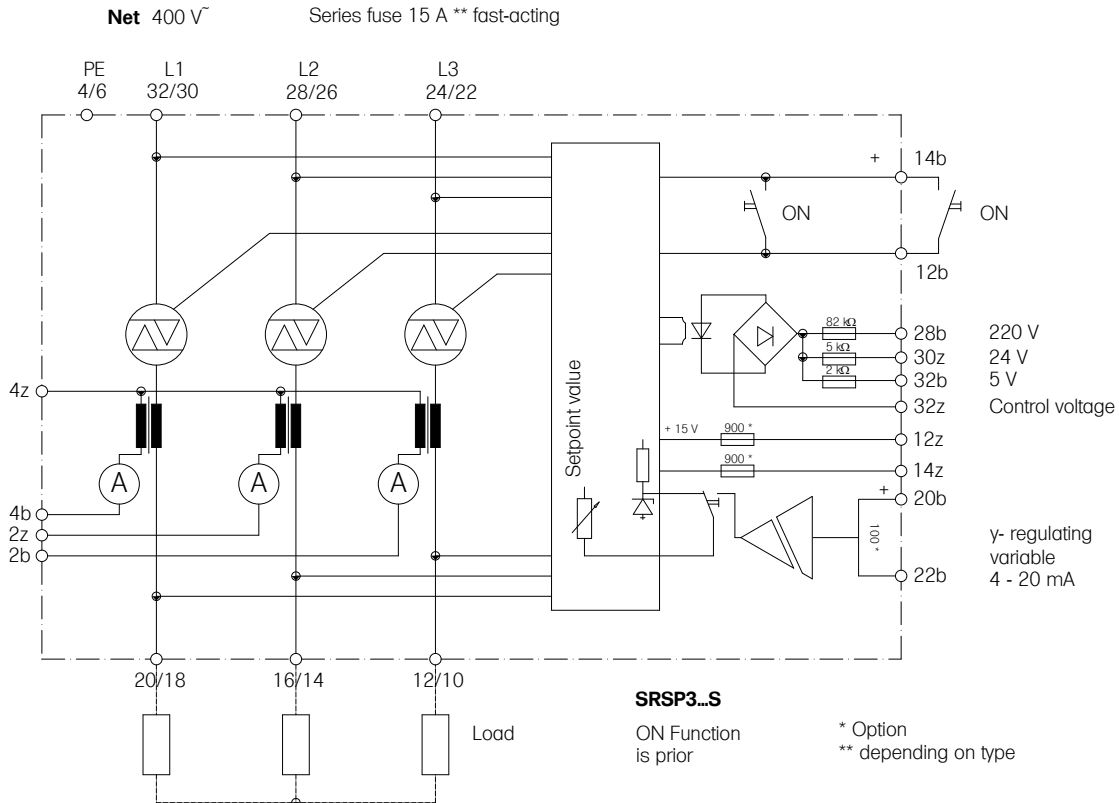 Net 400 V~ Series fuse 15 A ** fast-acting
PE L1 L2 L3
4/6 32/30 28/26 24/22
+ 14b
ON ON
12b
82 kΩ 28b 220 V
5 kΩ 30z 24 V
4z 2 kΩ 32b 5 V
32z Control voltage
Setpoint value
+ 15 V 900 * 12z
900 * 14z
A A A
+ 20b
4b
2z
2b
100 *
y- regulating
variable
4 - 20 mA
22b
20/18 16/14 12/10
SRSP3...S
Load
ON Function
is prior
* Option
** depending on type